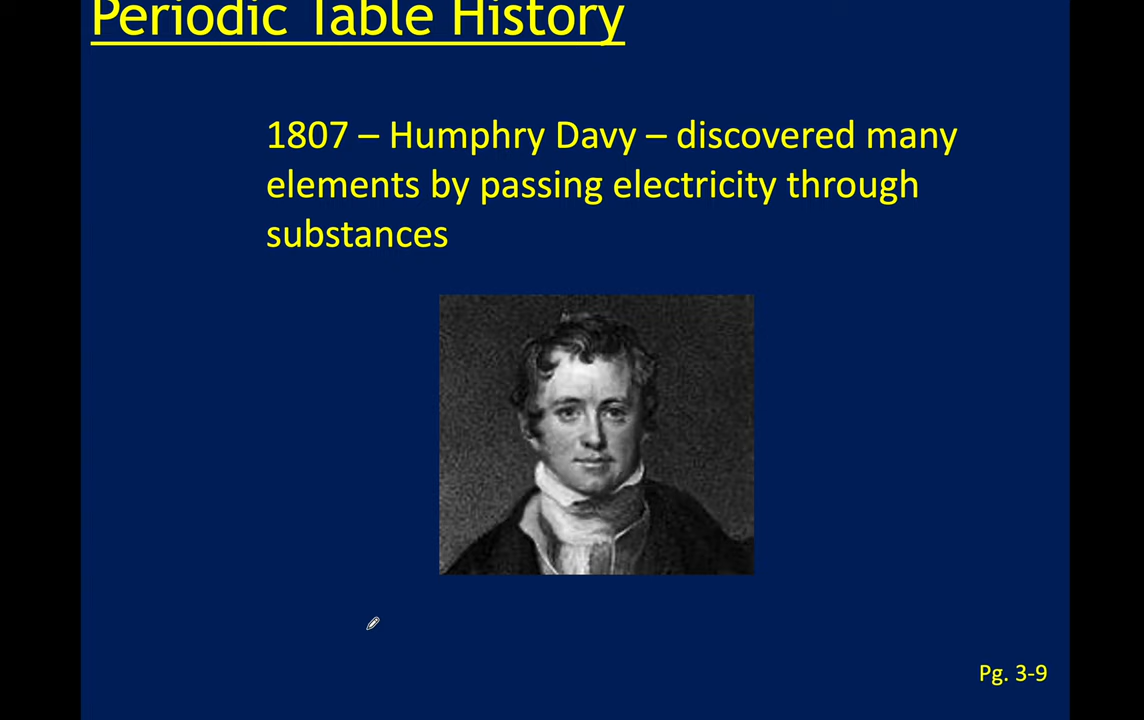 Periodic Table History
1807 – Humphry Davy – discovered many
elements by passing electricity through
substances
Pg. 3-9